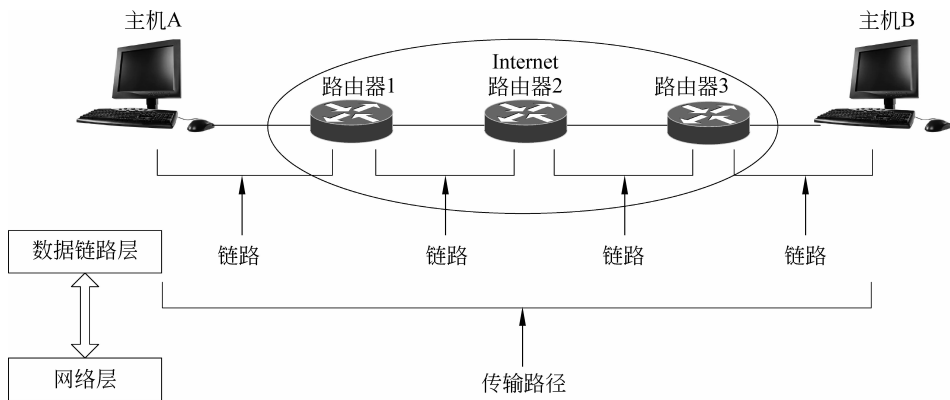 主机A
主机B
Internet
路由器1
路由器2
路由器3
链路
链路
链路
链路
数据链路层
网络层
传输路径